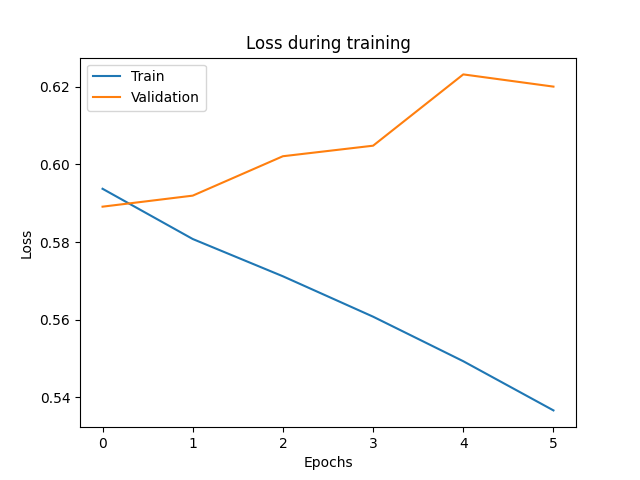 Loss during training
Train
Validation
0.62
0.60
0.58
0.56
0.54
Loss
0 1 2 3 4 5
Epochs